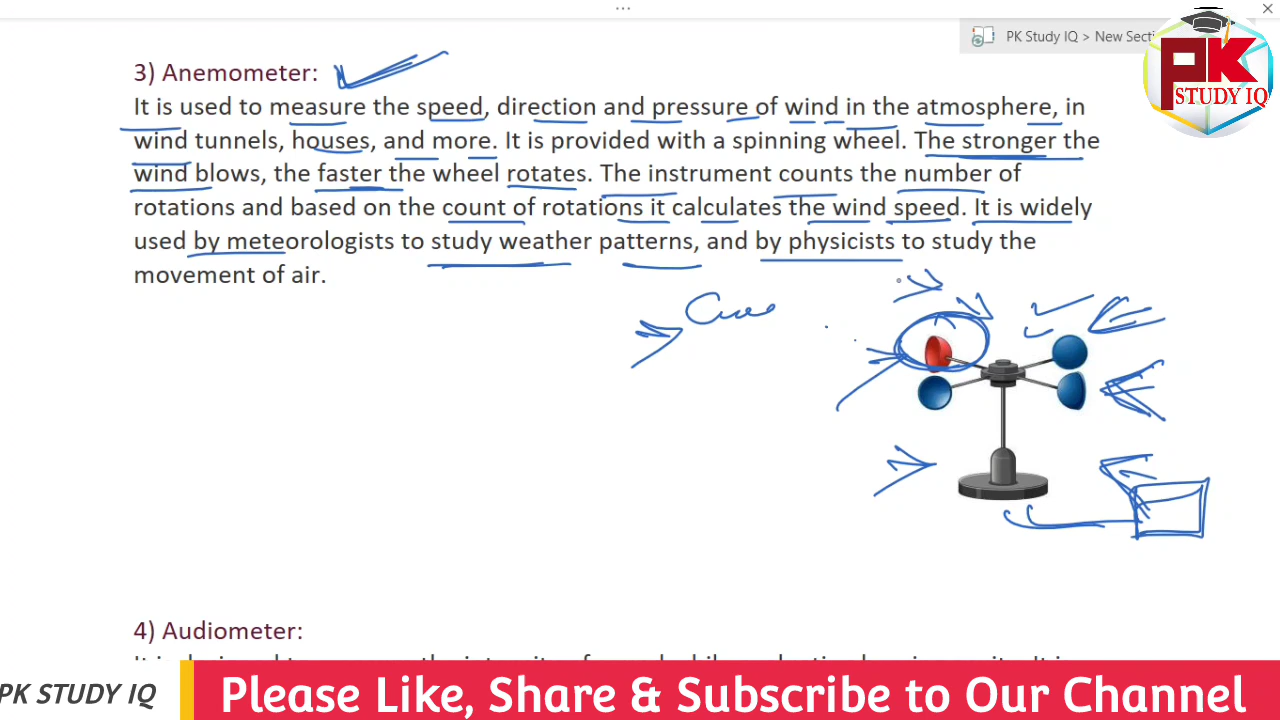 PK Study IQ > New Secti
PK
STUDY IQ
3) Anemometer:
It is used to measure the speed, direction and pressure of wind in the atmosphere, in
wind tunnels, houses, and more. It is provided with a spinning wheel. The stronger the
wind blows, the faster the wheel rotates. The instrument counts the number of
rotations and based on the count of rotations it calculates the wind speed. It is widely
used by meteorologists to study weather patterns, and by physicists to study the
movement of air.
4) Audiometer:
PK STUDY IQ
Please Like, Share & Subscribe to Our Channel